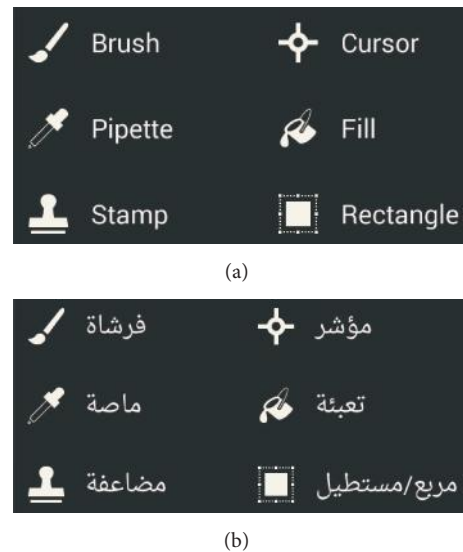 Brush Cursor
Pipette Fill
Stamp Rectangle
(a)
فرشاة مؤشر
ماصة تعبئة
مضاعفة مربع/مستطيل
(b)